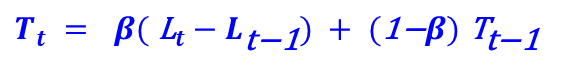 Tₜ = β( Lₜ – Lₜ₋₁) + (1–β) Tₜ₋₁